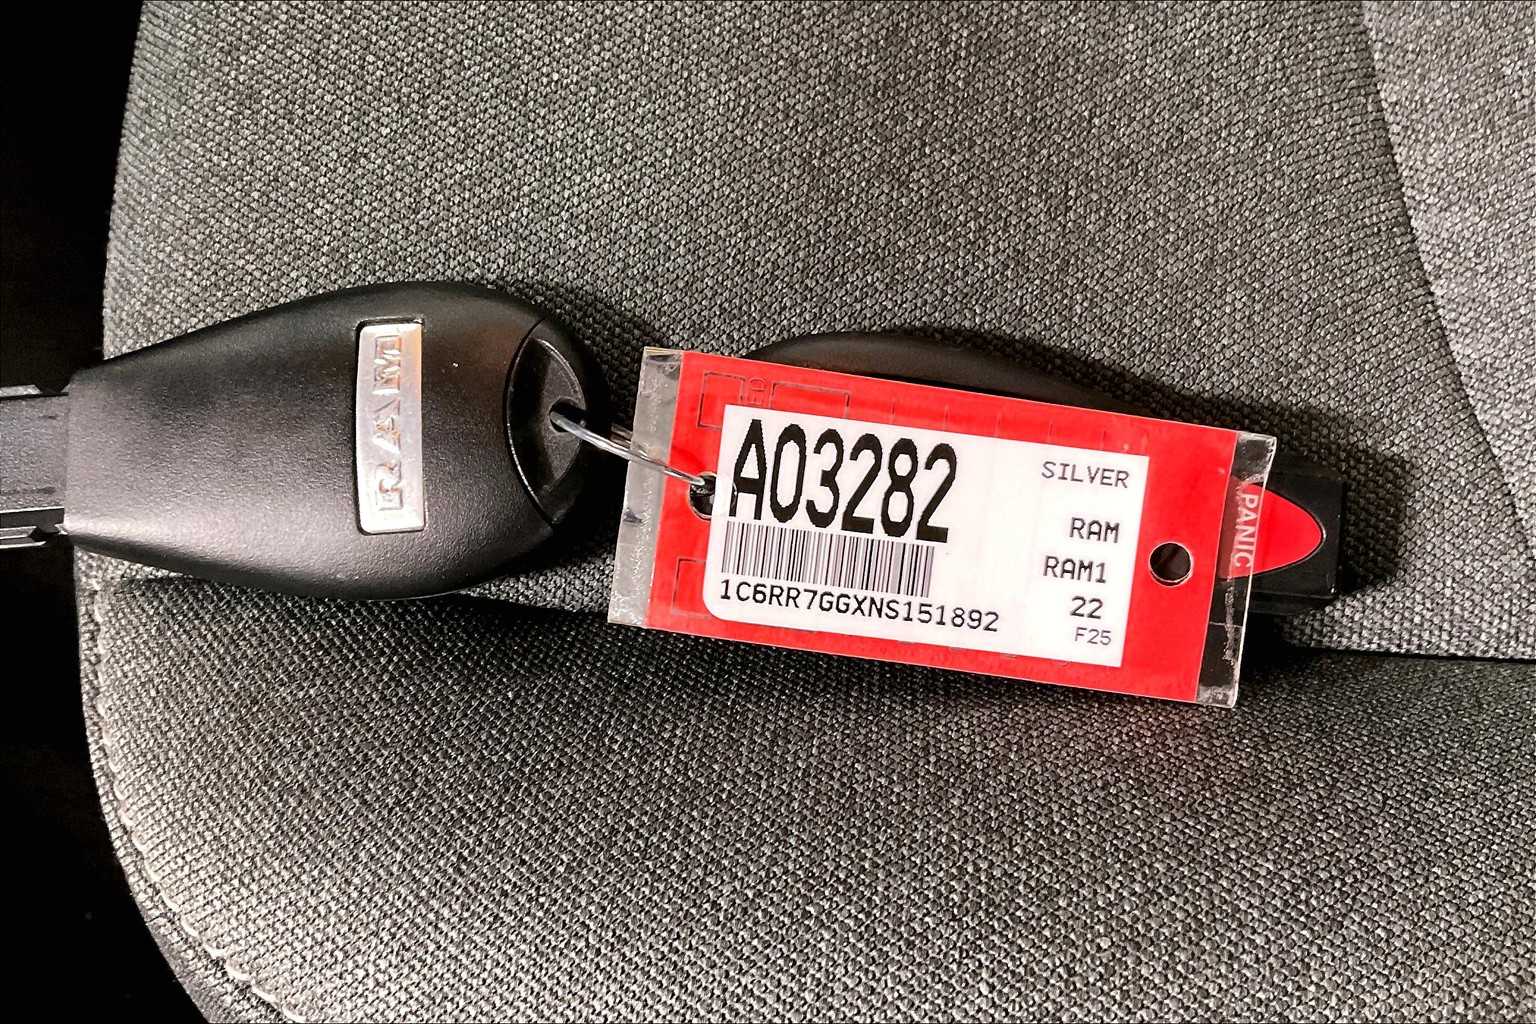 RAM
A03282
1C6RR7GGXNS151892
SILVER
RAM
RAM1
22
F25
PANIC